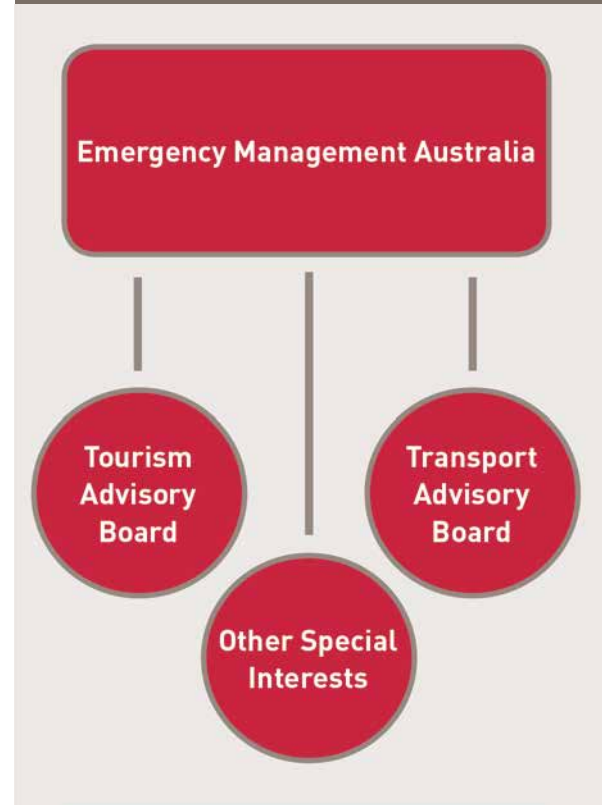 Emergency Management Australia
Tourism
Advisory
Board
Transport
Advisory
Board
Other Special
Interests